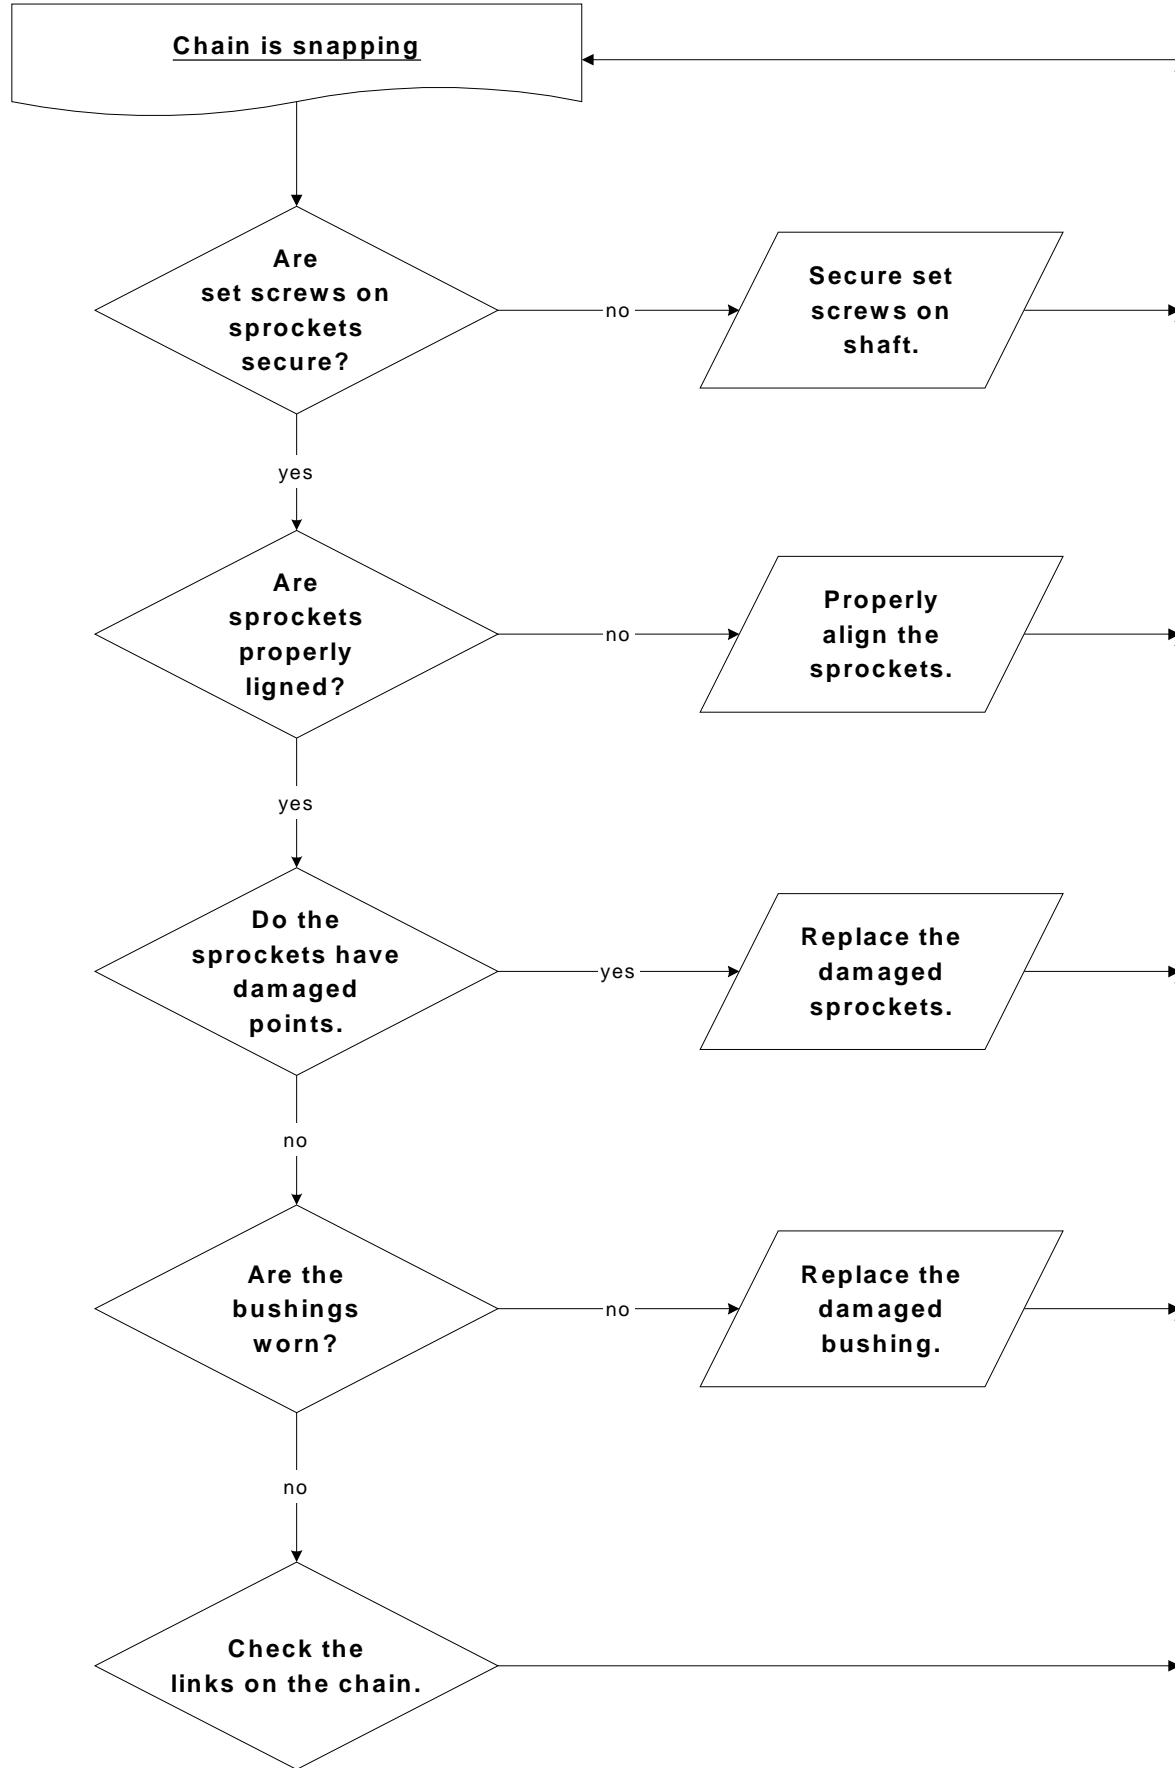 Chain is snapping
Are
set screws on
sprockets
secure?
no
Secure set
screws on
shaft.
yes
Are
sprockets
properly
ligned?
no
Properly
align the
sprockets.
yes
Do the
sprockets have
damaged
points.
yes
Replace the
damaged
sprockets.
no
Are the
bushings
worn?
no
Replace the
damaged
bushing.
no
Check the
links on the chain.